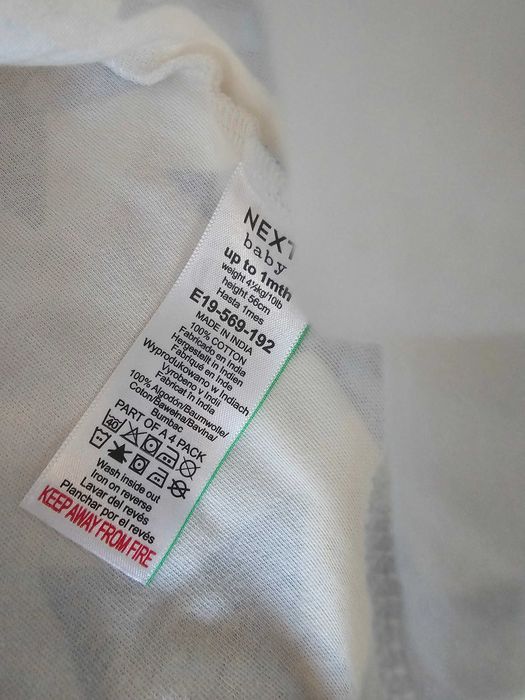 NEXT
baby
up to 1mth
weight 4½kg/10lb
height 56cm
Hasta 1mes
E19-569-192
MADE IN INDIA
100% COTTON
Fabricado en India
Hergestellt in Indien
Fabriqué en Inde
Wyprodukowano w Indiach
Vyrobeno v Indii
Fabricat în India
100% Algodón/Baumwolle/
Coton/Bawełna/Bavlna/
Bumbac
PART OF A 4 PACK
40
Wash inside out
Iron on reverse
Lavar del revés
Planchar por el revés
KEEP AWAY FROM FIRE